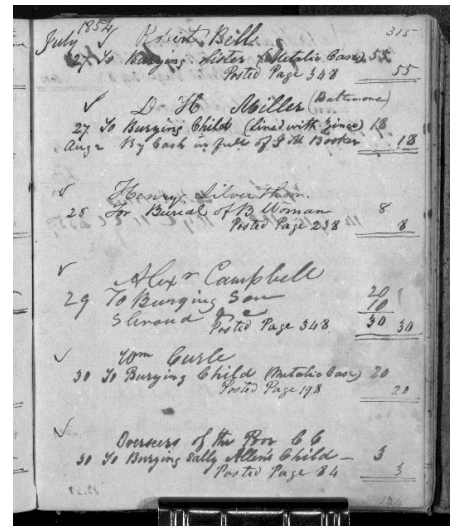 July 1854 315
Robert Bell
27 To Burying Sister (Metalic Case) 55
Posted Page 348 55
D H Miller (Baltimore)
27 To Burying Child (Lined with Zinc) 18
Aug 2 By Cash in full of J M Booker 18
Henry Silverthorn
28 For Burial of B Woman 8
Posted Page 238 8
Alexr Campbell
29 To Burying Son 20
Shroud &c 10
Posted Page 348 30 30
Wm Curle
30 To Burying Child (Metalic Case) 20
Posted Page 198 20
Overseers of the Poor C C
30 To Burying Sally Allen's Child — 3
Posted Page 84 3
134